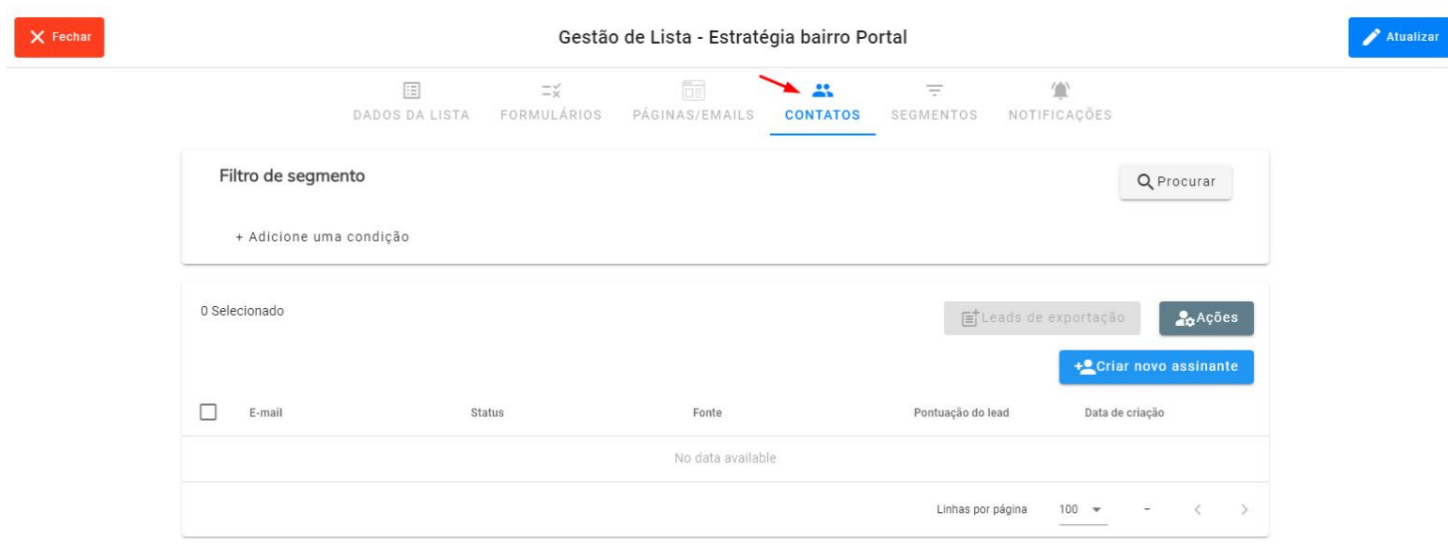 Fechar
Gestão de Lista - Estratégia bairro Portal
Atualizar
DADOS DA LISTA FORMULÁRIOS PÁGINAS/EMAILS CONTATOS SEGMENTOS NOTIFICAÇÕES
Filtro de segmento
Procurar
+ Adicione uma condição
0 Selecionado
Leads de exportação
Ações
Criar novo assinante
E-mail Status Fonte Pontuação do lead Data de criação
No data available
Linhas por página 100 –